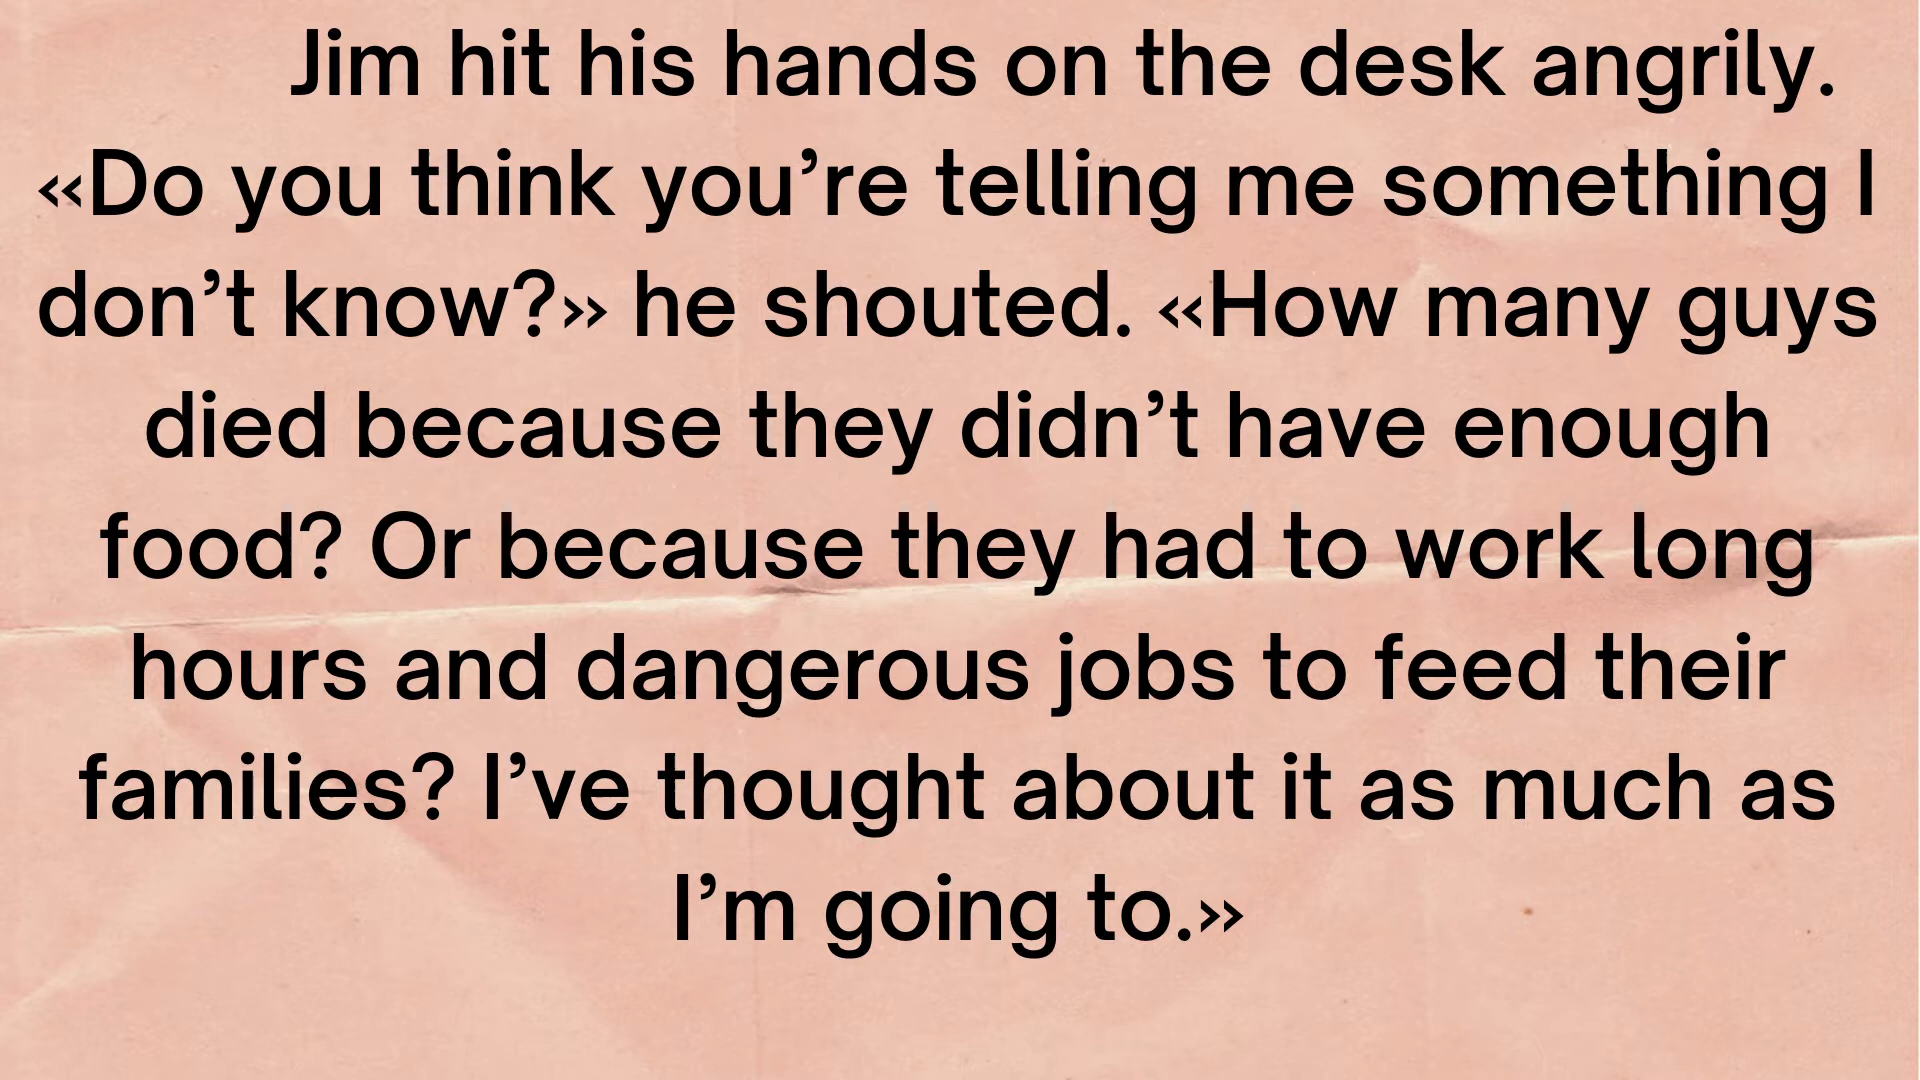 Jim hit his hands on the desk angrily.
«Do you think you’re telling me something I
don’t know?» he shouted. «How many guys
died because they didn’t have enough
food? Or because they had to work long
hours and dangerous jobs to feed their
families? I’ve thought about it as much as
I’m going to.»